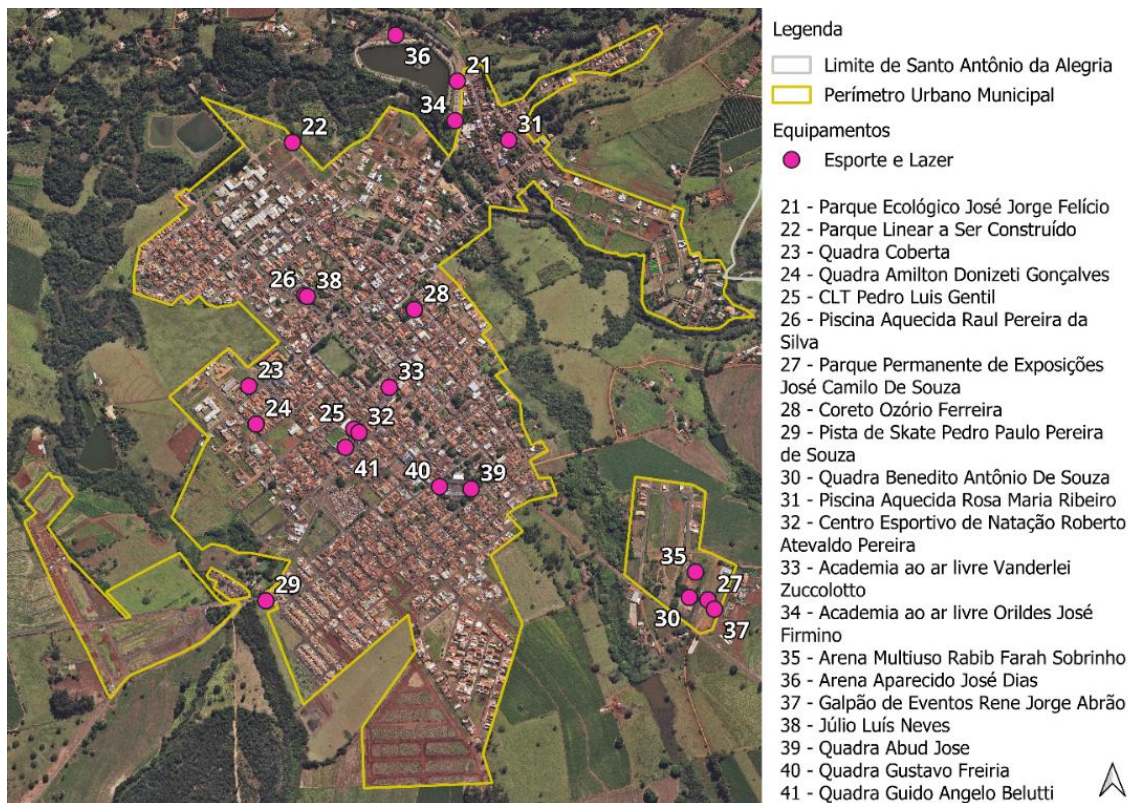 36
21
34
31
22
26
38
28
23
33
24
25
32
41
40
39
35
27
30
37
29
Legenda
Limite de Santo Antônio da Alegria
Perímetro Urbano Municipal
Equipamentos
Esporte e Lazer
21 - Parque Ecológico José Jorge Felício
22 - Parque Linear a Ser Construído
23 - Quadra Coberta
24 - Quadra Amilton Donizeti Gonçalves
25 - CLT Pedro Luis Gentil
26 - Piscina Aquecida Raul Pereira da
Silva
27 - Parque Permanente de Exposições
José Camilo De Souza
28 - Coreto Ozório Ferreira
29 - Pista de Skate Pedro Paulo Pereira
de Souza
30 - Quadra Benedito Antônio De Souza
31 - Piscina Aquecida Rosa Maria Ribeiro
32 - Centro Esportivo de Natação Roberto
Atevaldo Pereira
33 - Academia ao ar livre Vanderlei
Zuccolotto
34 - Academia ao ar livre Orildes José
Firmino
35 - Arena Multiuso Rabib Farah Sobrinho
36 - Arena Aparecido José Dias
37 - Galpão de Eventos Rene Jorge Abrão
38 - Júlio Luís Neves
39 - Quadra Abud Jose
40 - Quadra Gustavo Freiria
41 - Quadra Guido Angelo Belutti